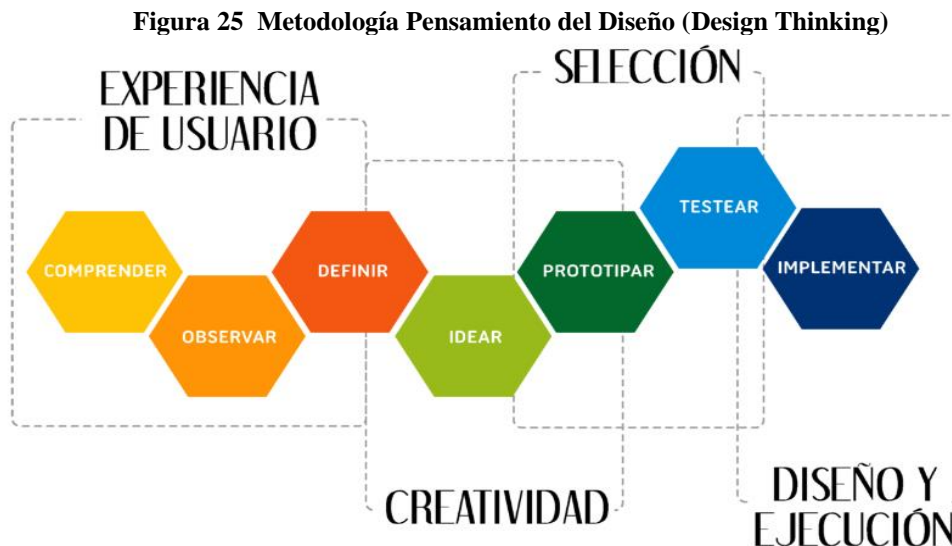 Figura 25 Metodología Pensamiento del Diseño (Design Thinking)
SELECCIÓN
EXPERIENCIA
DE USUARIO
TESTEAR
COMPRENDER
DEFINIR
PROTOTIPAR
IMPLEMENTAR
OBSERVAR
IDEAR
CREATIVIDAD
DISEÑO Y
EJECUCIÓN